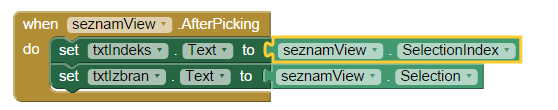 when seznamView .AfterPicking
do set txtIndeks . Text to seznamView . SelectionIndex
set txtIzbran . Text to seznamView . Selection